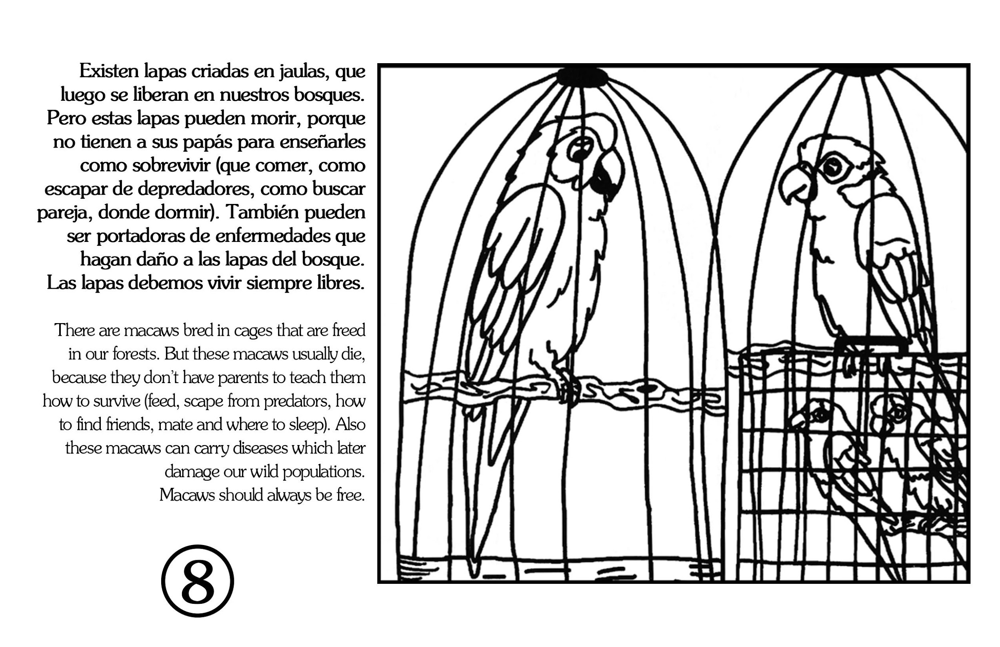 Existen lapas criadas en jaulas, que
luego se liberan en nuestros bosques.
Pero estas lapas pueden morir, porque
no tienen a sus papás para enseñarles
como sobrevivir (que comer, como
escapar de depredadores, como buscar
pareja, donde dormir). También pueden
ser portadoras de enfermedades que
hagan daño a las lapas del bosque.
Las lapas debemos vivir siempre libres.
There are macaws bred in cages that are freed
in our forests. But these macaws usually die,
because they don't have parents to teach them
how to survive (feed, scape from predators, how
to find friends, mate and where to sleep). Also
these macaws can carry diseases which later
damage our wild populations.
Macaws should always be free.
8